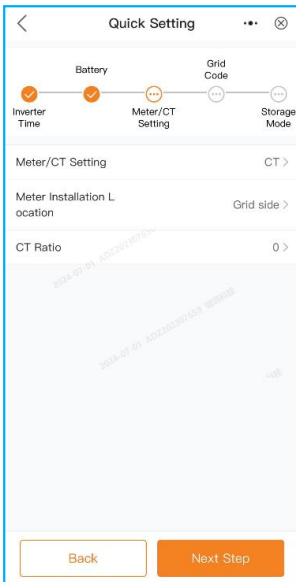 Quick Setting
Battery
Grid
Code
Inverter
Time
Meter/CT
Setting
Storage
Mode
Meter/CT Setting
CT
Meter Installation L
ocation
Grid side
CT Ratio
0
Back
Next Step